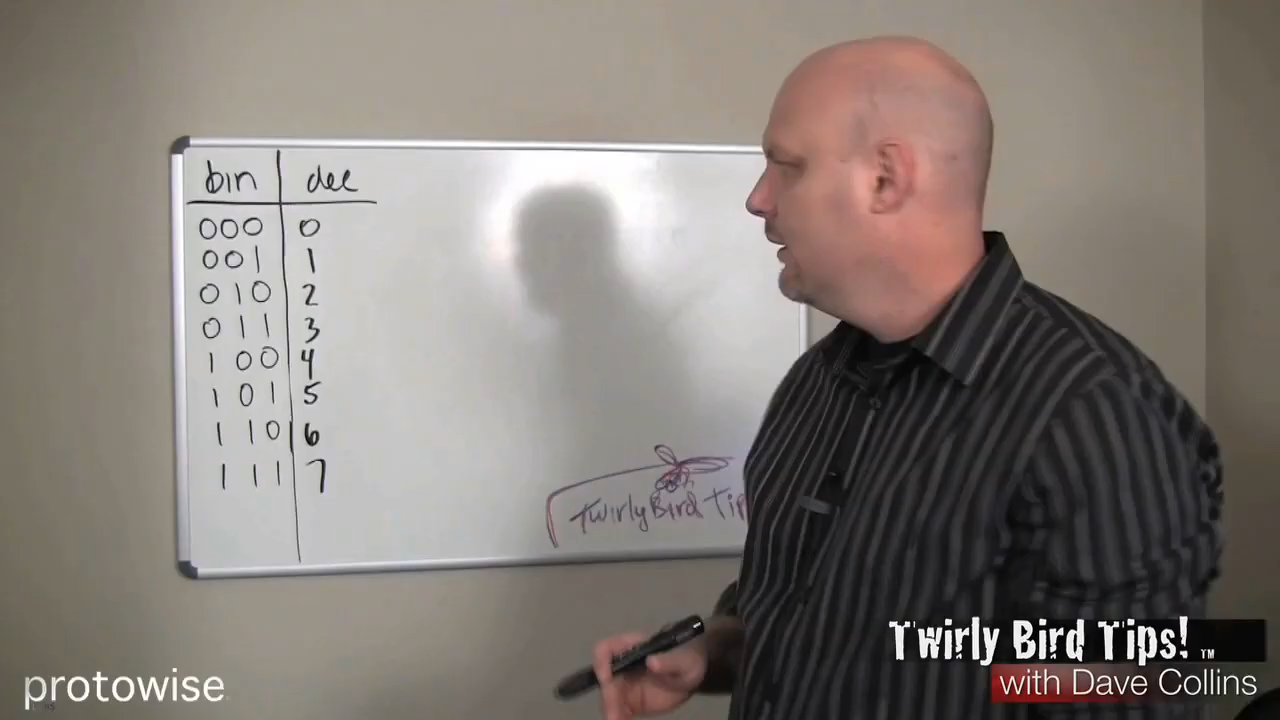 bin dec
000 0
001 1
010 2
011 3
100 4
101 5
110 6
111 7
Twirly Bird Tip
Twirly Bird Tips! ™
with Dave Collins
protowise